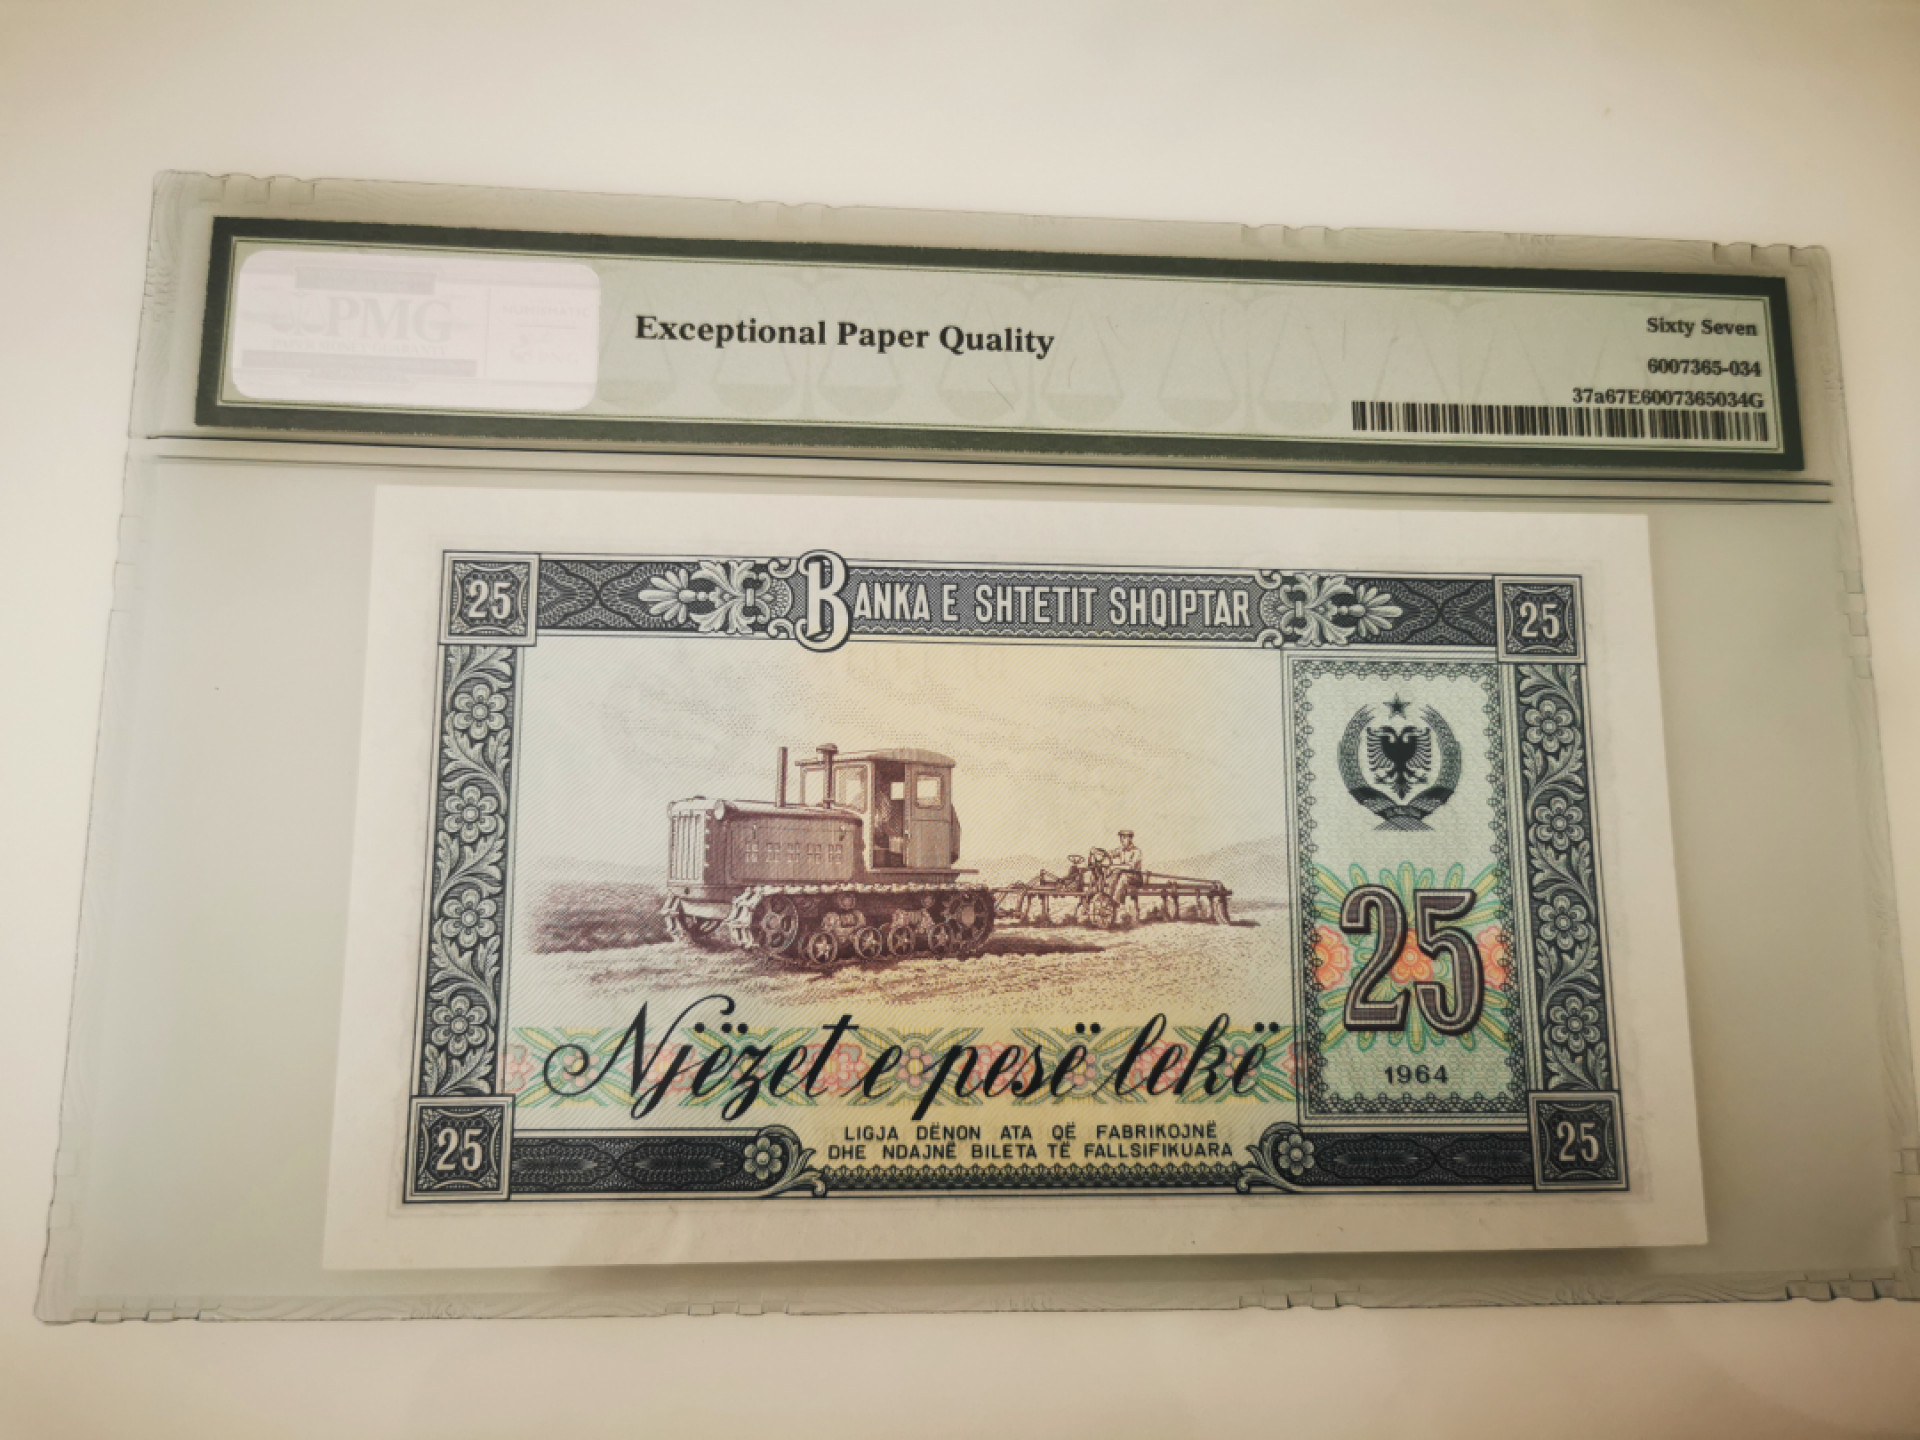 PMG
Exceptional Paper Quality
Sixty Seven
6007365-034
37a67E6007365034G
25
BANKA E SHTETIT SHQIPTAR
25
25
1964
Njëzet e pesë lekë
LIGJA DËNON ATA QË FABRIKOJNË
DHE NDAJNË BILETA TË FALLSIFIKUARA
25
25